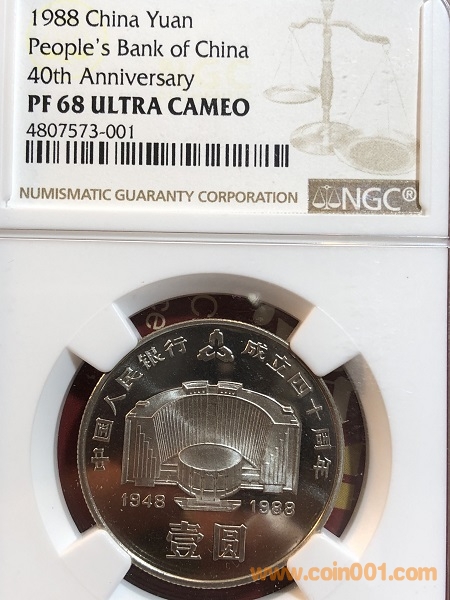 1988 China Yuan
People's Bank of China
40th Anniversary
PF 68 ULTRA CAMEO
4807573-001
NUMISMATIC GUARANTY CORPORATION
NGC®
中国人民银行 成立四十周年
1948 1988
壹圆
www.coin001.com